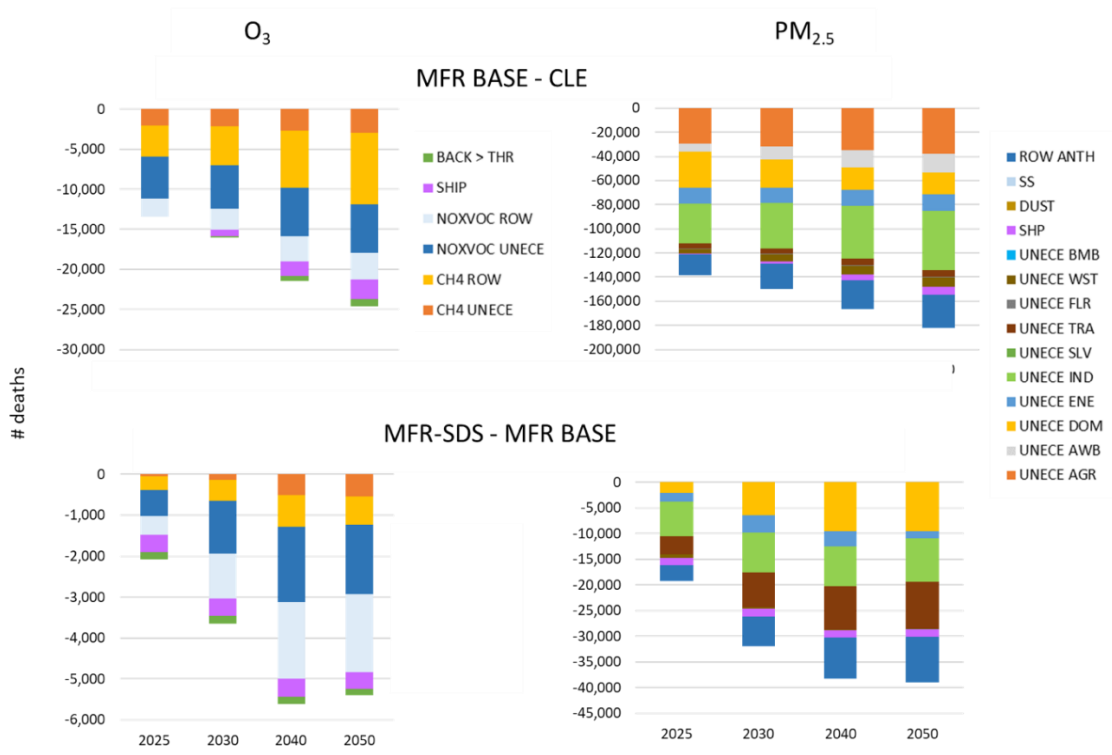 O3
PM2.5
MFR BASE - CLE
0
-5,000
-10,000
-15,000
-20,000
-25,000
-30,000
BACK > THR
SHIP
NOXVOC ROW
NOXVOC UNECE
CH4 ROW
CH4 UNECE
0
-20,000
-40,000
-60,000
-80,000
-100,000
-120,000
-140,000
-160,000
-180,000
-200,000
ROW ANTH
SS
DUST
SHP
UNECE BMB
UNECE WST
UNECE FLR
UNECE TRA
UNECE SLV
UNECE IND
UNECE ENE
UNECE DOM
UNECE AWB
UNECE AGR
# deaths
MFR-SDS - MFR BASE
0
-1,000
-2,000
-3,000
-4,000
-5,000
-6,000
2025 2030 2040 2050
0
-5,000
-10,000
-15,000
-20,000
-25,000
-30,000
-35,000
-40,000
-45,000
2025 2030 2040 2050